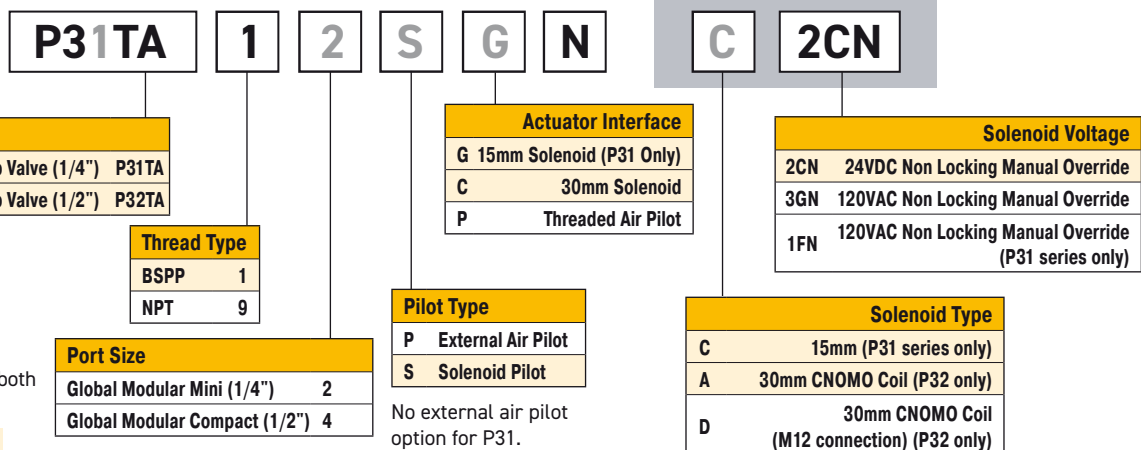 P31TA 1 2 S G N C 2CN
Valve (1/4") P31TA
Valve (1/2") P32TA
Thread Type
BSPP 1
NPT 9
Port Size
Global Modular Mini (1/4") 2
Global Modular Compact (1/2") 4
Pilot Type
P External Air Pilot
S Solenoid Pilot
No external air pilot
option for P31.
Actuator Interface
G 15mm Solenoid (P31 Only)
C 30mm Solenoid
P Threaded Air Pilot
Solenoid Voltage
2CN 24VDC Non Locking Manual Override
3GN 120VAC Non Locking Manual Override
1FN 120VAC Non Locking Manual Override
(P31 series only)
Solenoid Type
C 15mm (P31 series only)
A 30mm CNOMO Coil (P32 only)
D 30mm CNOMO Coil
(M12 connection) (P32 only)